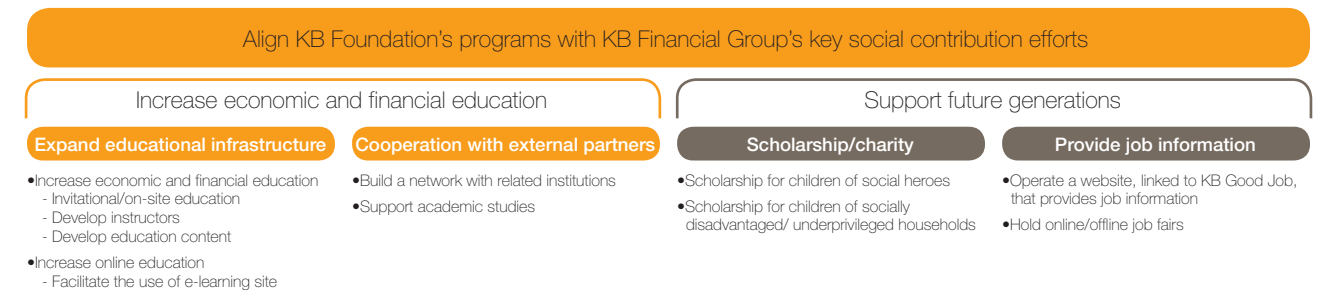 Align KB Foundation's programs with KB Financial Group's key social contribution efforts
Increase economic and financial education
Expand educational infrastructure
•Increase economic and financial education
- Invitational/on-site education
- Develop instructors
- Develop education content
•Increase online education
- Facilitate the use of e-learning site
Cooperation with external partners
•Build a network with related institutions
•Support academic studies
Support future generations
Scholarship/charity
•Scholarship for children of social heroes
•Scholarship for children of socially
disadvantaged/ underprivileged households
Provide job information
•Operate a website, linked to KB Good Job,
that provides job information
•Hold online/offline job fairs